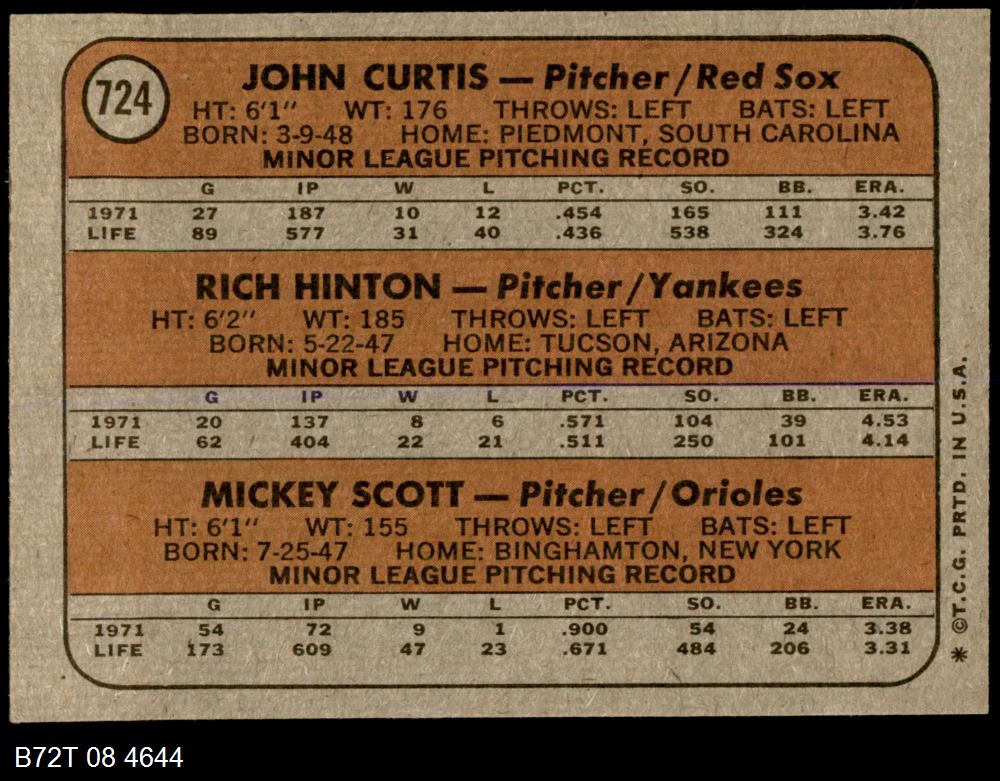 724
JOHN CURTIS — Pitcher/Red Sox
HT: 6'1" WT: 176 THROWS: LEFT BATS: LEFT
BORN: 3-9-48 HOME: PIEDMONT, SOUTH CAROLINA
MINOR LEAGUE PITCHING RECORD
G IP W L PCT. SO. BB. ERA.
1971 27 187 10 12 .454 165 111 3.42
LIFE 89 577 31 40 .436 538 324 3.76
RICH HINTON — Pitcher/Yankees
HT: 6'2" WT: 185 THROWS: LEFT BATS: LEFT
BORN: 5-22-47 HOME: TUCSON, ARIZONA
MINOR LEAGUE PITCHING RECORD
G IP W L PCT. SO. BB. ERA.
1971 20 137 8 6 .571 104 39 4.53
LIFE 62 404 22 21 .511 250 101 4.14
MICKEY SCOTT — Pitcher/Orioles
HT: 6'1" WT: 155 THROWS: LEFT BATS: LEFT
BORN: 7-25-47 HOME: BINGHAMTON, NEW YORK
MINOR LEAGUE PITCHING RECORD
G IP W L PCT. SO. BB. ERA.
1971 54 72 9 1 .900 54 24 3.38
LIFE 173 609 47 23 .671 484 206 3.31
* ©T.C.G. PRTD. IN U.S.A.
B72T 08 4644